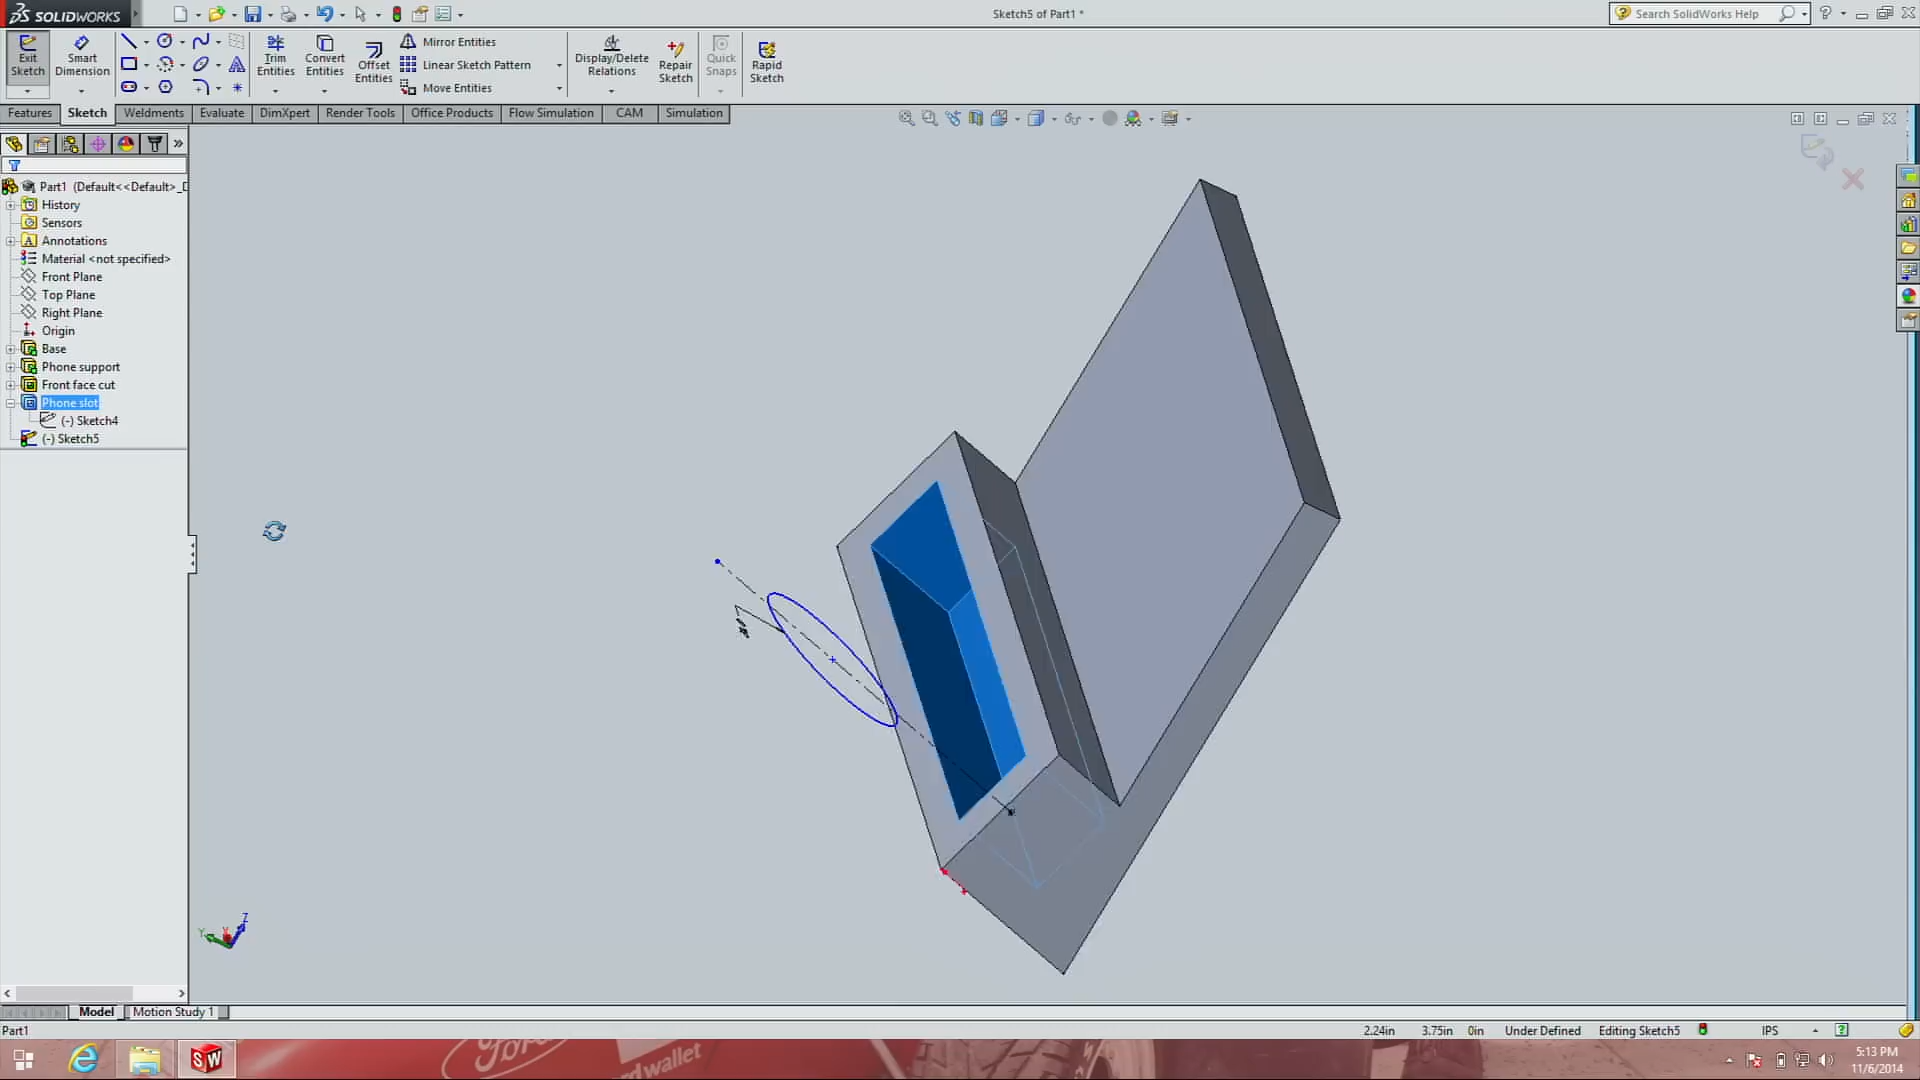 SOLIDWORKS
Sketch5 of Part1 *
Search SolidWorks Help
Exit Sketch
Smart Dimension
Trim Entities
Convert Entities
Offset Entities
Mirror Entities
Linear Sketch Pattern
Move Entities
Display/Delete Relations
Repair Sketch
Quick Snaps
Rapid Sketch
Features Sketch Weldments Evaluate DimXpert Render Tools Office Products Flow Simulation CAM Simulation
Part1 (Default<<Default>_D
History
Sensors
Annotations
Material <not specified>
Front Plane
Top Plane
Right Plane
Origin
Base
Phone support
Front face cut
Phone slot
(-) Sketch4
(-) Sketch5
Y X Z
Model Motion Study 1
Part1
2.24in 3.75in 0in Under Defined Editing Sketch5 IPS
Ford
dwallet
SW
5:13 PM
11/6/2014